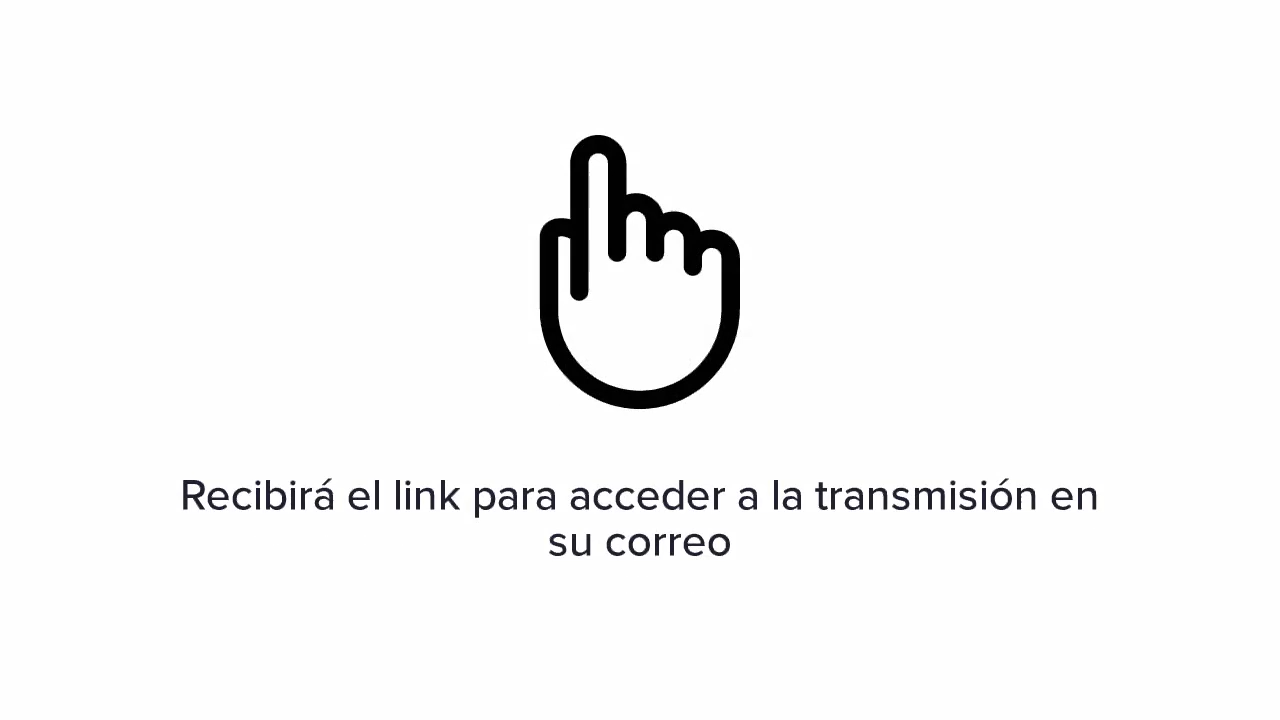 Recibirá el link para acceder a la transmisión en
su correo